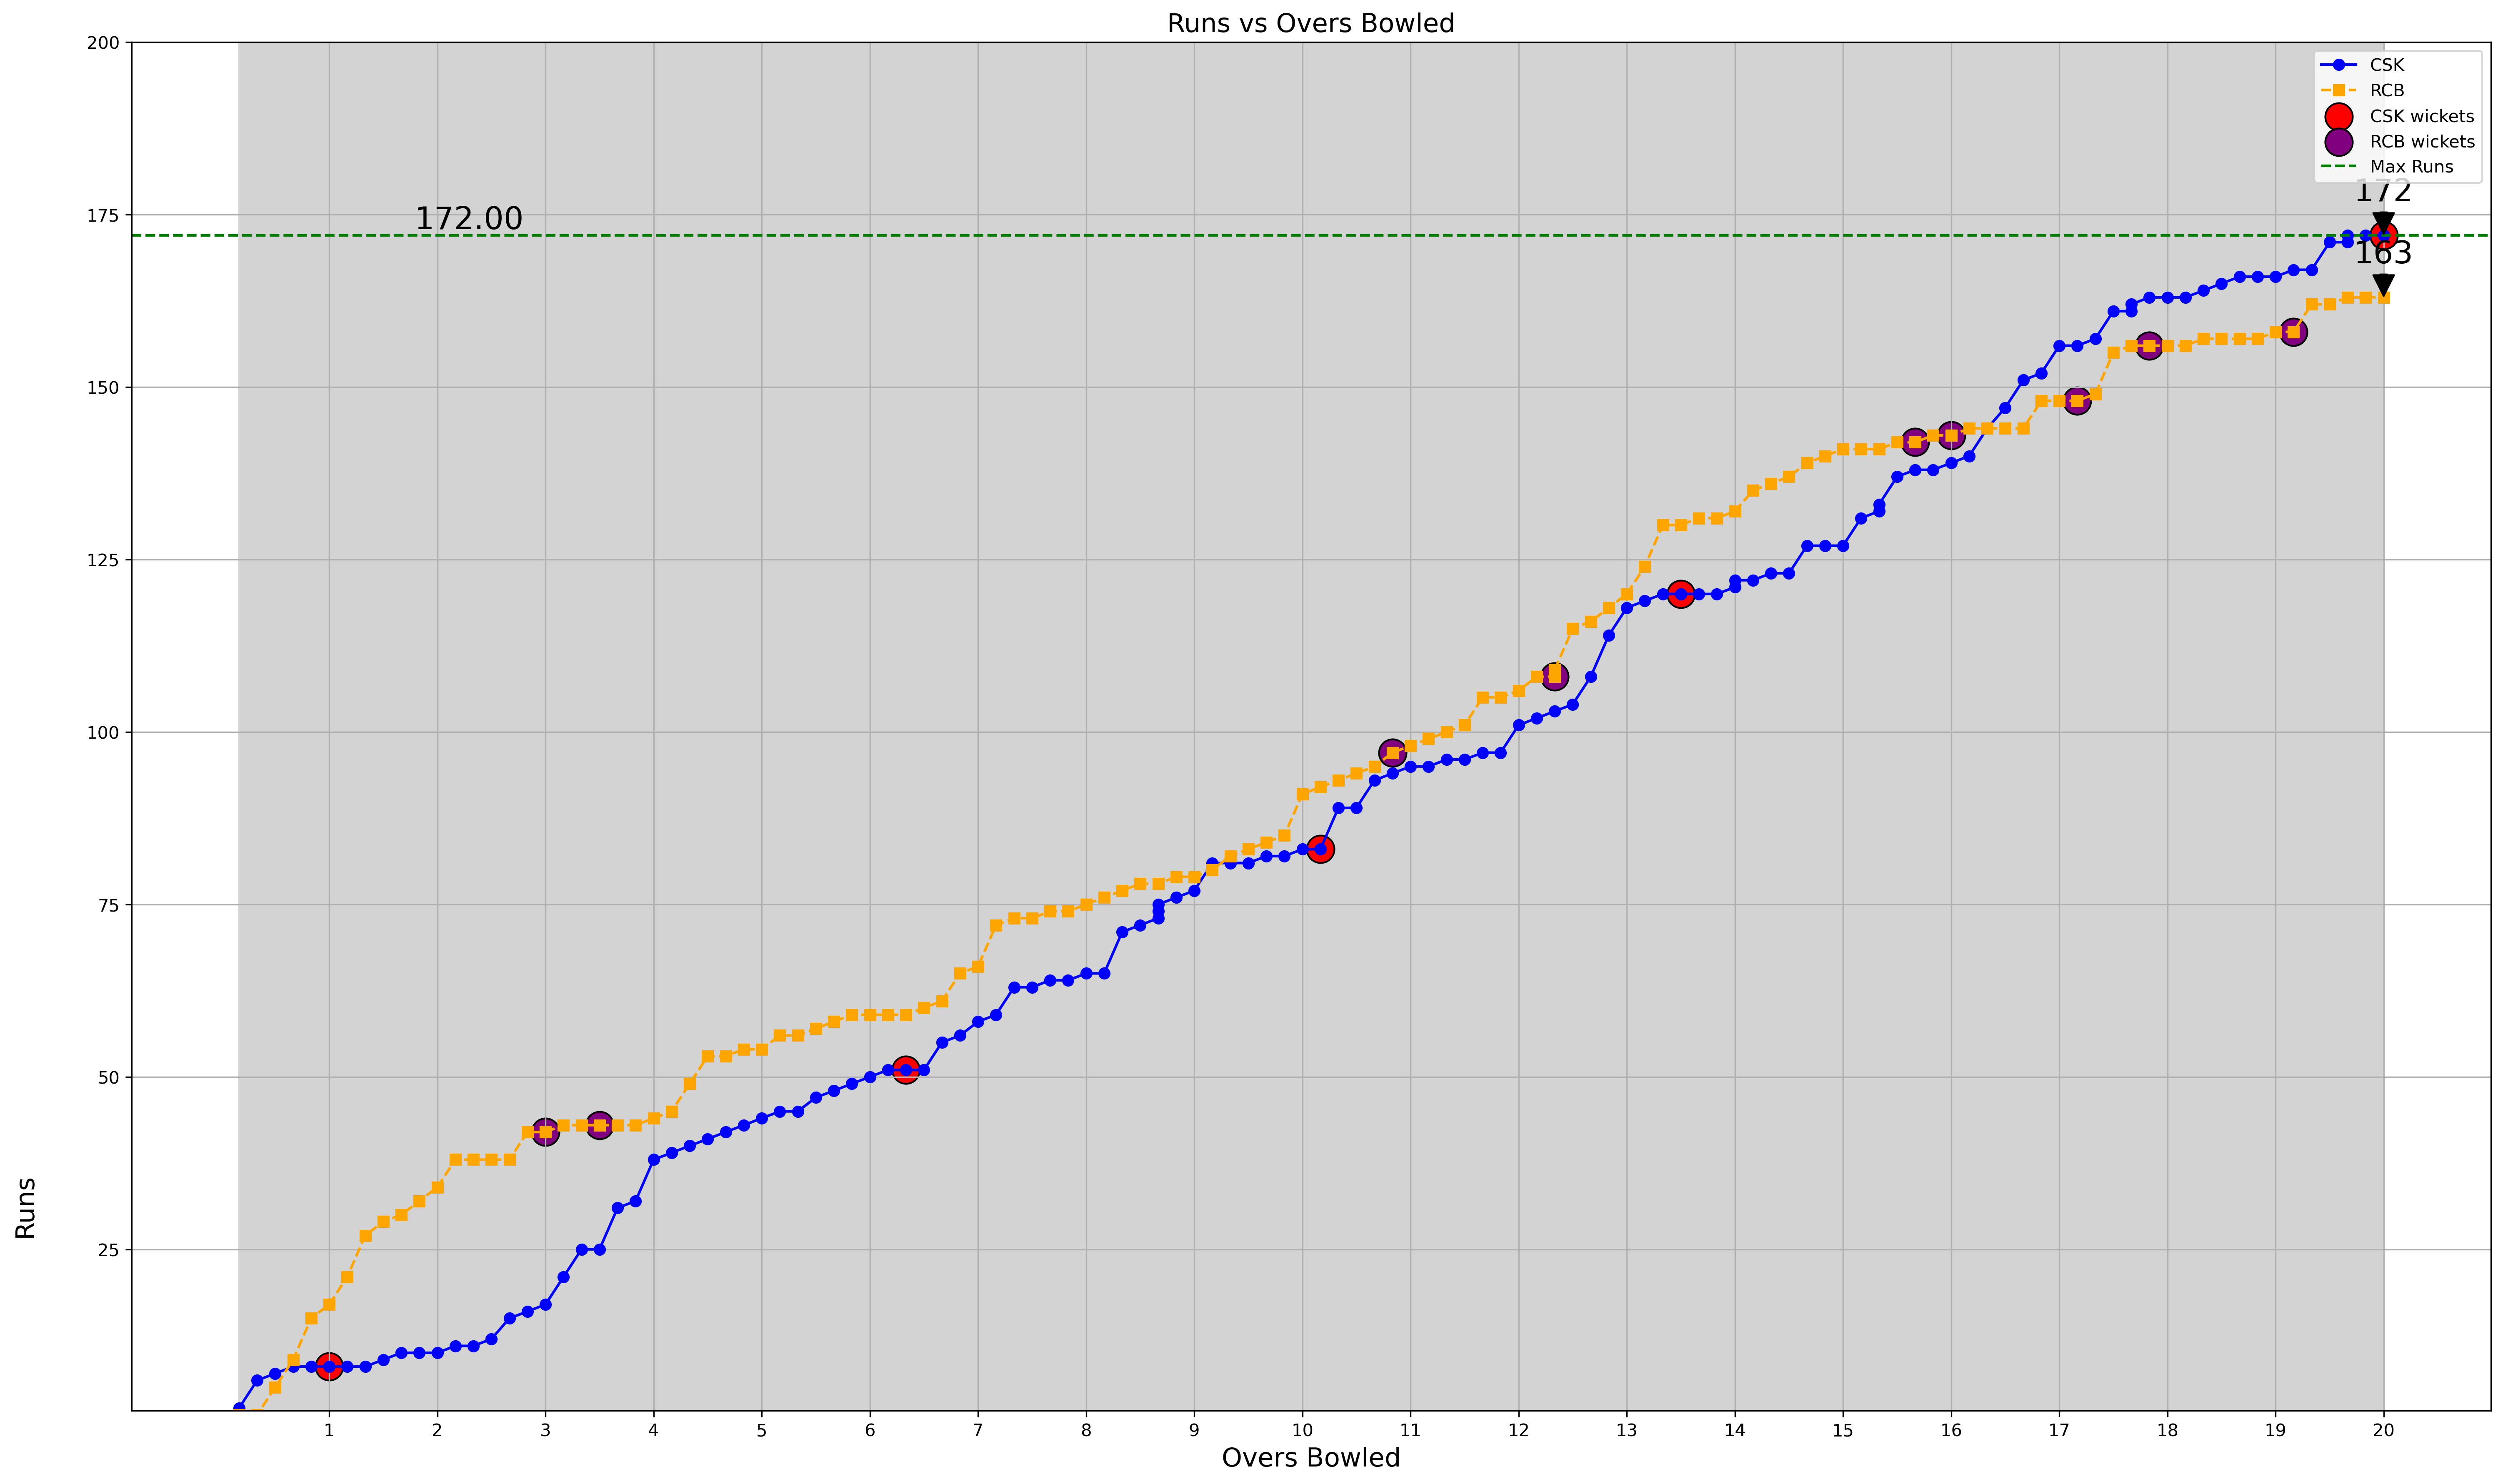 Runs vs Overs Bowled
200
175
150
125
100
75
50
25
Runs
CSK
RCB
CSK wickets
RCB wickets
Max Runs
172
172.00
163
1 2 3 4 5 6 7 8 9 10 11 12 13 14 15 16 17 18 19 20
Overs Bowled